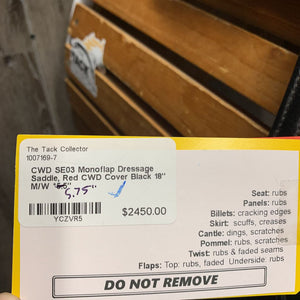 The Tack Collector
1007169-7
CWD SE03 Monoflap Dressage
Saddle, Red CWD Cover Black 18"
M/W "5.5"
5.75"
YCZVR5
$2450.00
Seat: rubs
Panels: rubs
Billets: cracking edges
Skirt: scuffs, creases
Cantle: dings, scratches
Pommel: rubs, scratches
Twist: rubs & faded seams
Flaps: Top: rubs, faded Underside: rubs
DO NOT REMOVE